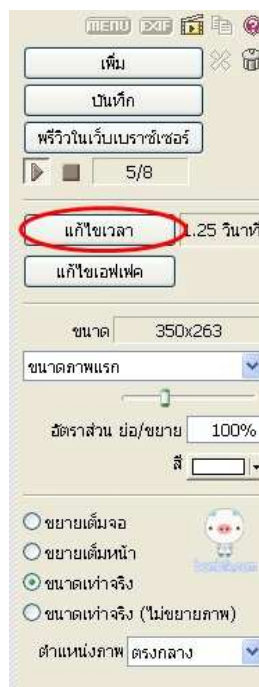 MENU EXIF
เพิ่ม
บันทึก
พรีวิวในเว็บเบราซ์เซอร์
5/8
แก้ไขเวลา 1.25 วินาที
แก้ไขเอฟเฟค
ขนาด 350x263
ขนาดภาพแรก
อัตราส่วน ย่อ/ขยาย 100%
สี
ขยายเต็มจอ
ขยายเต็มหน้า
ขนาดเท่าจริง
ขนาดเท่าจริง (ไม่ขยายภาพ)
ตำแหน่งภาพ ตรงกลาง